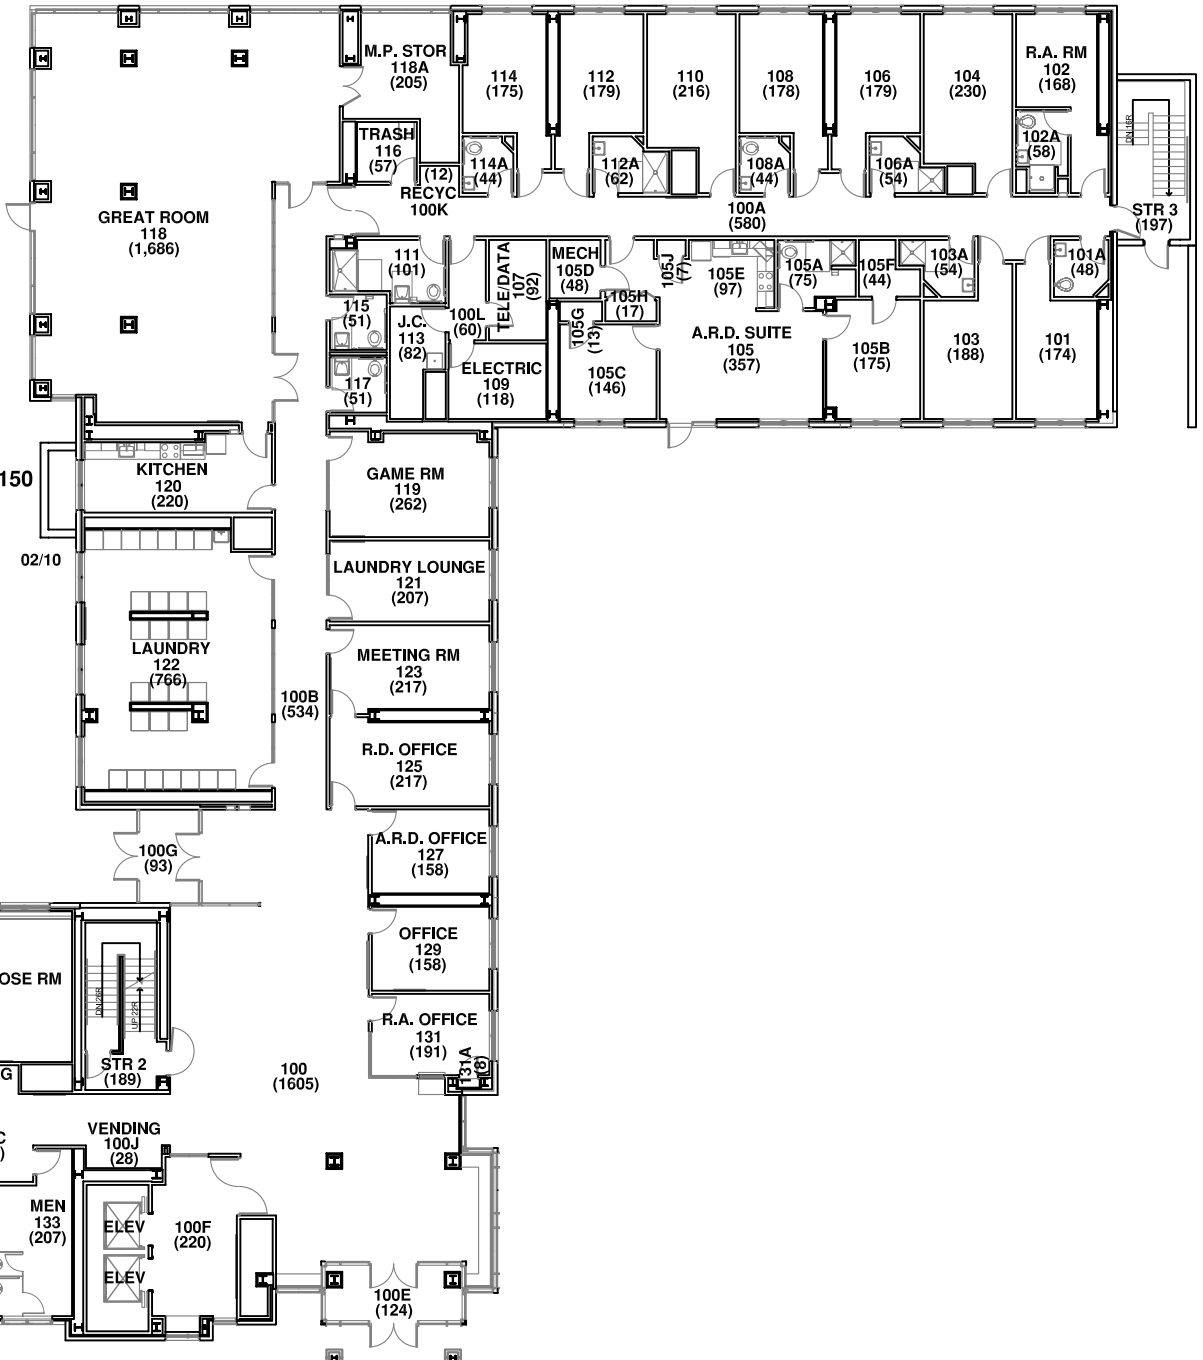 M.P. STOR
118A
(205)
114
(175)
112
(179)
110
(216)
108
(178)
106
(179)
104
(230)
R.A. RM
102
(168)
TRASH
116
(57)
114A
(44)
112A
(62)
108A
(44)
106A
(54)
102A
(58)
DN 16R
(12)
RECYC
100K
100A
(580)
STR 3
(197)
GREAT ROOM
118
(1,686)
111
(101)
TELE/DATA
107
(92)
MECH
105D
(48)
105J
(7)
105E
(97)
105A
(75)
105F
(44)
103A
(54)
101A
(48)
115
(51)
J.C.
113
(82)
100L
(60)
105H
(17)
105G
(13)
A.R.D. SUITE
105
(357)
105B
(175)
103
(188)
101
(174)
117
(51)
ELECTRIC
109
(118)
105C
(146)
150
KITCHEN
120
(220)
GAME RM
119
(262)
02/10
LAUNDRY LOUNGE
121
(207)
LAUNDRY
122
(766)
MEETING RM
123
(217)
100B
(534)
R.D. OFFICE
125
(217)
100G
(93)
A.R.D. OFFICE
127
(158)
OFFICE
129
(158)
OSE RM
DN 26R
UP 22R
R.A. OFFICE
131
(191)
131A
(8)
G
STR 2
(189)
100
(1605)
C
)
VENDING
100J
(28)
MEN
133
(207)
ELEV
ELEV
100F
(220)
100E
(124)